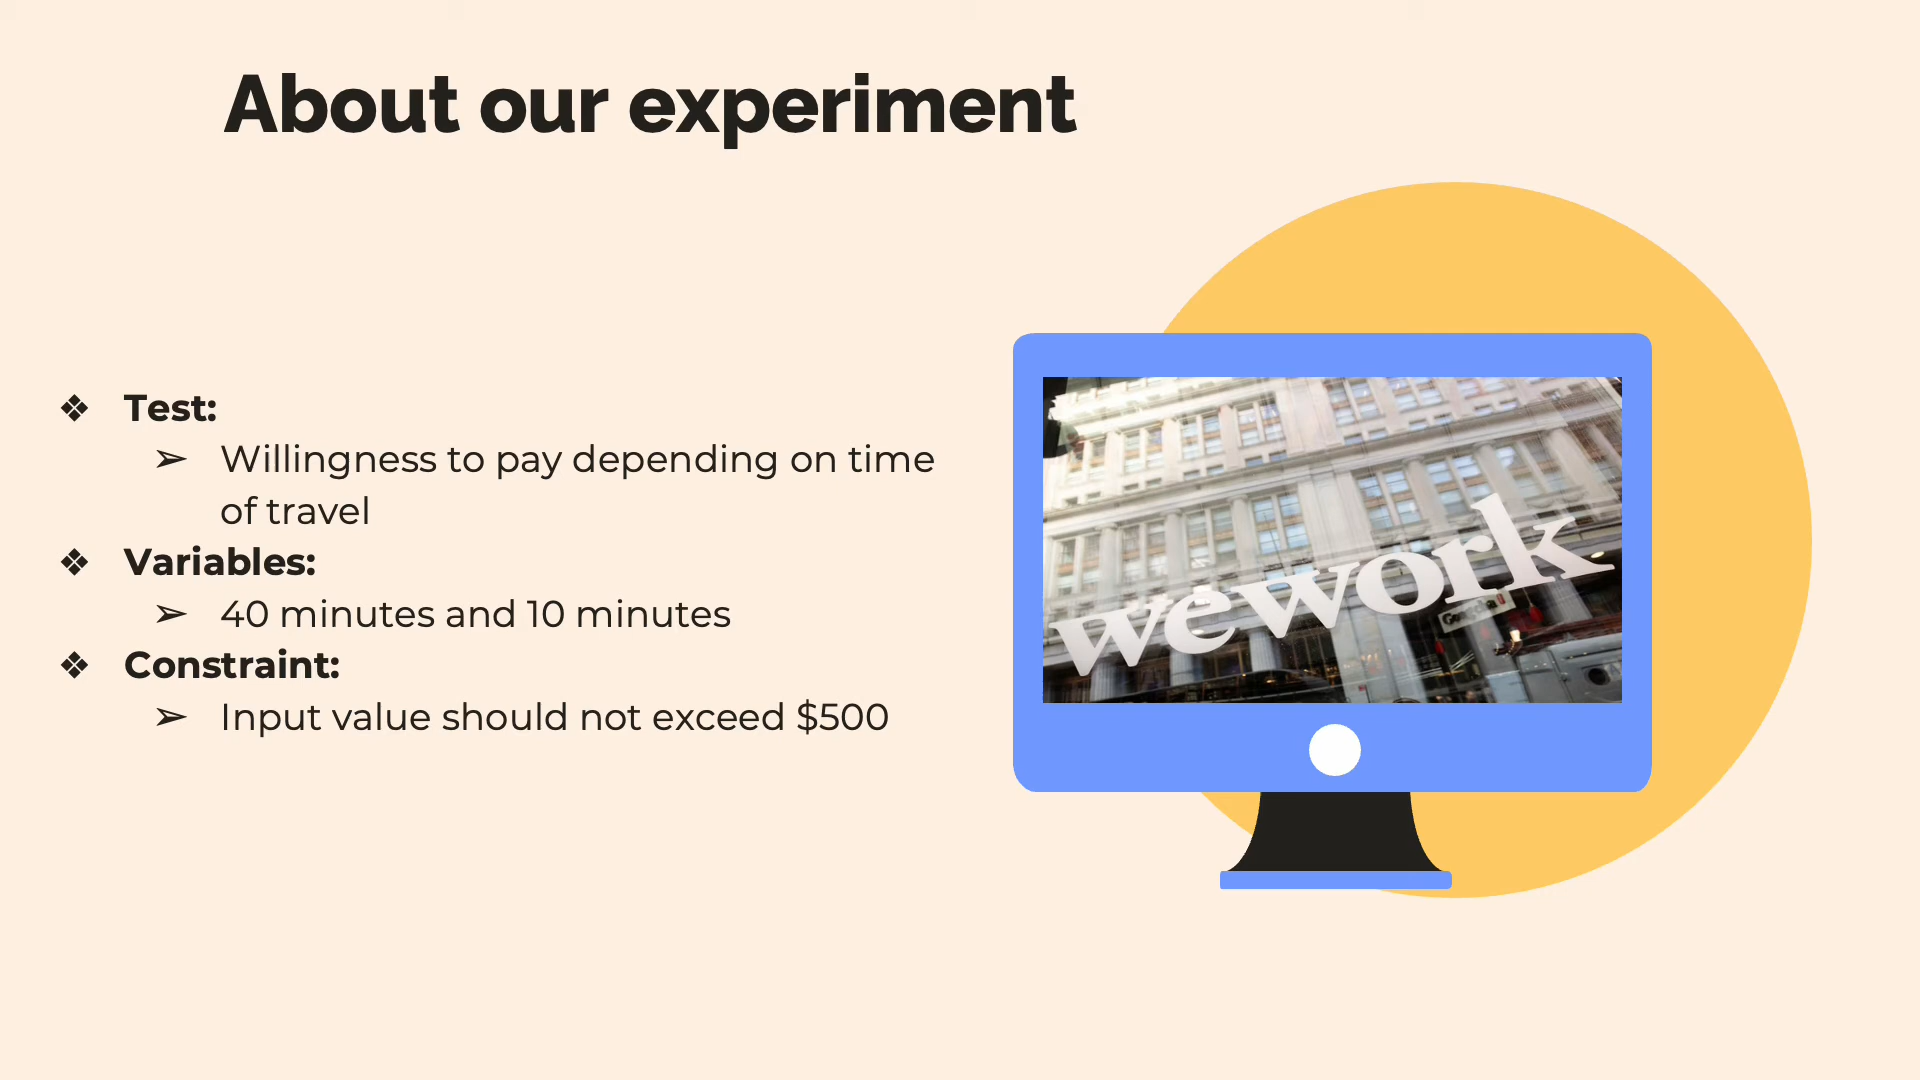 About our experiment
❖ Test:
➢ Willingness to pay depending on time
of travel
❖ Variables:
➢ 40 minutes and 10 minutes
❖ Constraint:
➢ Input value should not exceed $500
wework